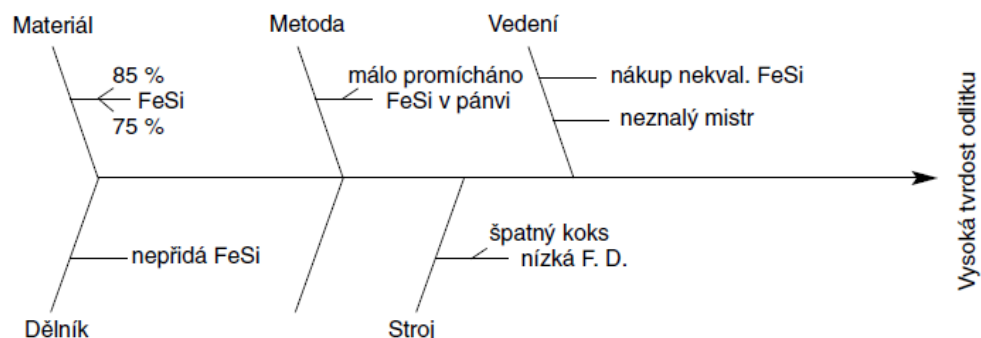 Materiál
Metoda
Vedení
85 %
FeSi
75 %
málo promícháno
FeSi v pánvi
nákup nekval. FeSi
neznalý mistr
Vysoká tvrdost odlitku
nepřidá FeSi
špatný koks
nízká F. D.
Dělník
Stroj